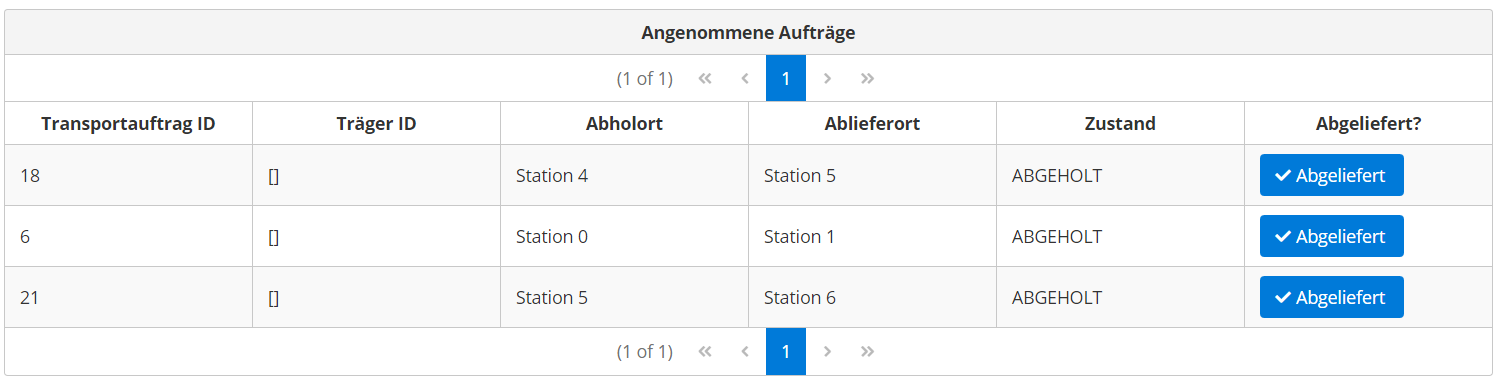 Angenommene Aufträge
(1 of 1) « ‹ 1 › »
Transportauftrag ID Träger ID Abholort Ablieferort Zustand Abgeliefert?
18 [] Station 4 Station 5 ABGEHOLT Abgeliefert
6 [] Station 0 Station 1 ABGEHOLT Abgeliefert
21 [] Station 5 Station 6 ABGEHOLT Abgeliefert
(1 of 1) « ‹ 1 › »